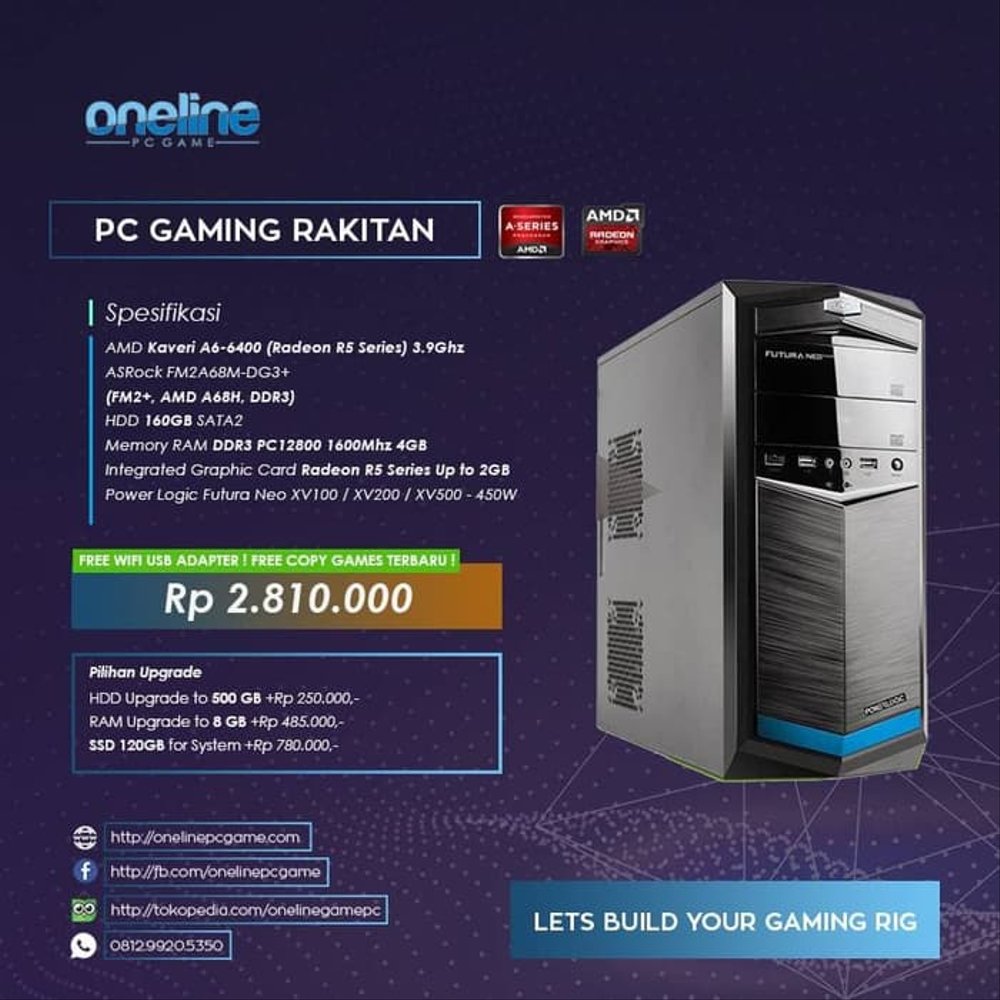 oneline
PC GAME
PC GAMING RAKITAN
A-SERIES
AMD
AMD
RADEON
GRAPHICS
Spesifikasi
AMD Kaveri A6-6400 (Radeon R5 Series) 3.9Ghz
ASRock FM2A68M-DG3+
(FM2+, AMD A68H, DDR3)
HDD 160GB SATA2
Memory RAM DDR3 PC12800 1600Mhz 4GB
Integrated Graphic Card Radeon R5 Series Up to 2GB
Power Logic Futura Neo XV100 / XV200 / XV500 - 450W
FUTURA NEO
POWERLOGIC
FREE WIFI USB ADAPTER ! FREE COPY GAMES TERBARU !
Rp 2.810.000
Pilihan Upgrade
HDD Upgrade to 500 GB +Rp 250.000,-
RAM Upgrade to 8 GB +Rp 485.000,-
SSD 120GB for System +Rp 780.000,-
http://onelinepcgame.com
http://fb.com/onelinepcgame
http://tokopedia.com/onelinegamepc
0812.9920.5350
LETS BUILD YOUR GAMING RIG